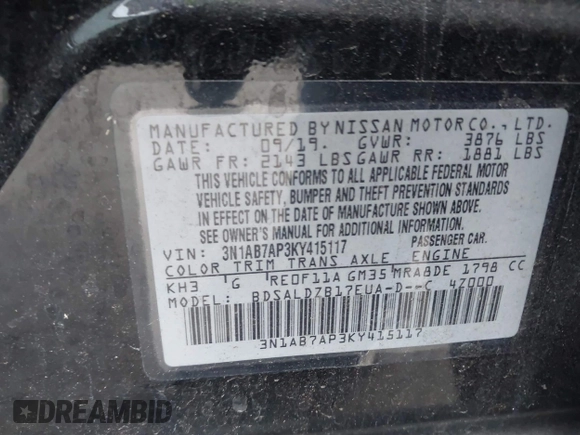 MANUFACTURED BY NISSAN MOTOR CO., LTD.
DATE: 09/19. GVWR: 3876 LBS
GAWR FR: 2143 LBS GAWR RR: 1881 LBS
THIS VEHICLE CONFORMS TO ALL APPLICABLE FEDERAL MOTOR
VEHICLE SAFETY, BUMPER AND THEFT PREVENTION STANDARDS
IN EFFECT ON THE DATE OF MANUFACTURE SHOWN ABOVE.
SEE OWNER'S MANUAL FOR ADDITIONAL INFORMATION.
VIN: 3N1AB7AP3KY415117 PASSENGER CAR.
COLOR TRIM TRANS AXLE ENGINE
KH3 G RE0F11A GM35 MRA8DE 1798 CC
MODEL: BDSALDZB17EUA-D--C 47000
3N1AB7AP3KY415117
DREAMBID